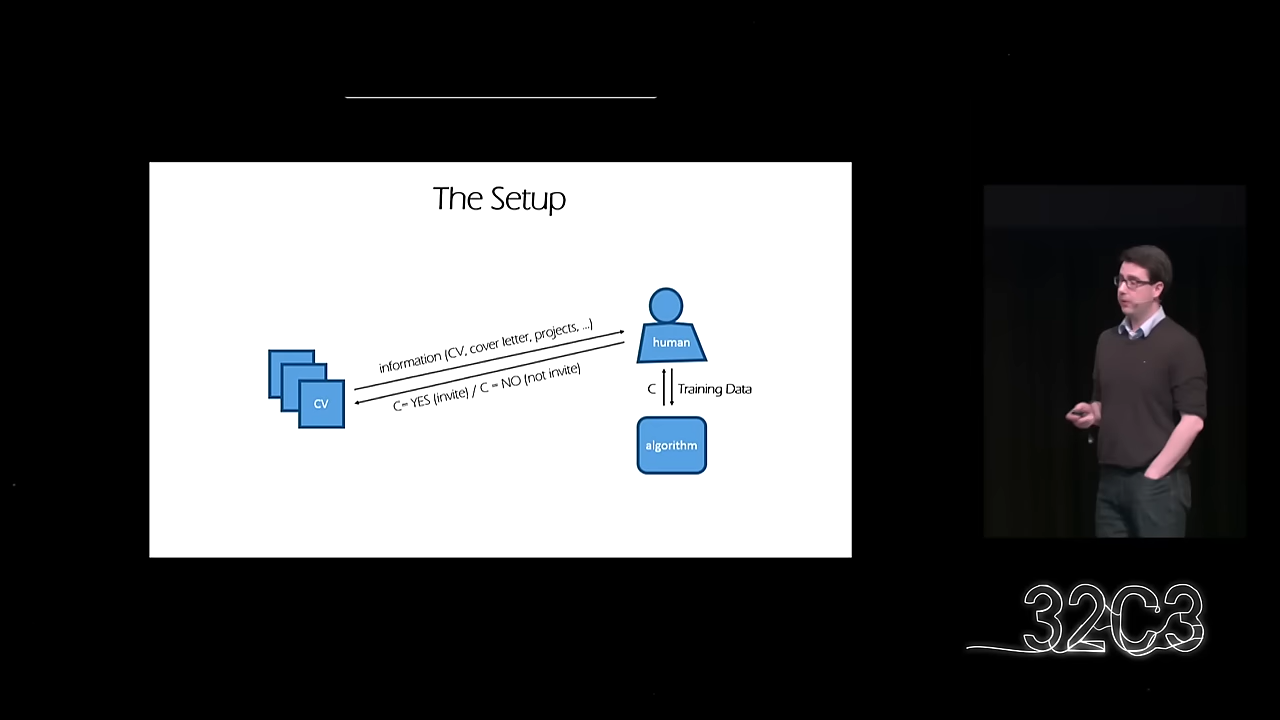 The Setup
information (CV, cover letter, projects, ...)
C= YES (invite) / C = NO (not invite)
CV
human
C
Training Data
algorithm
32C3